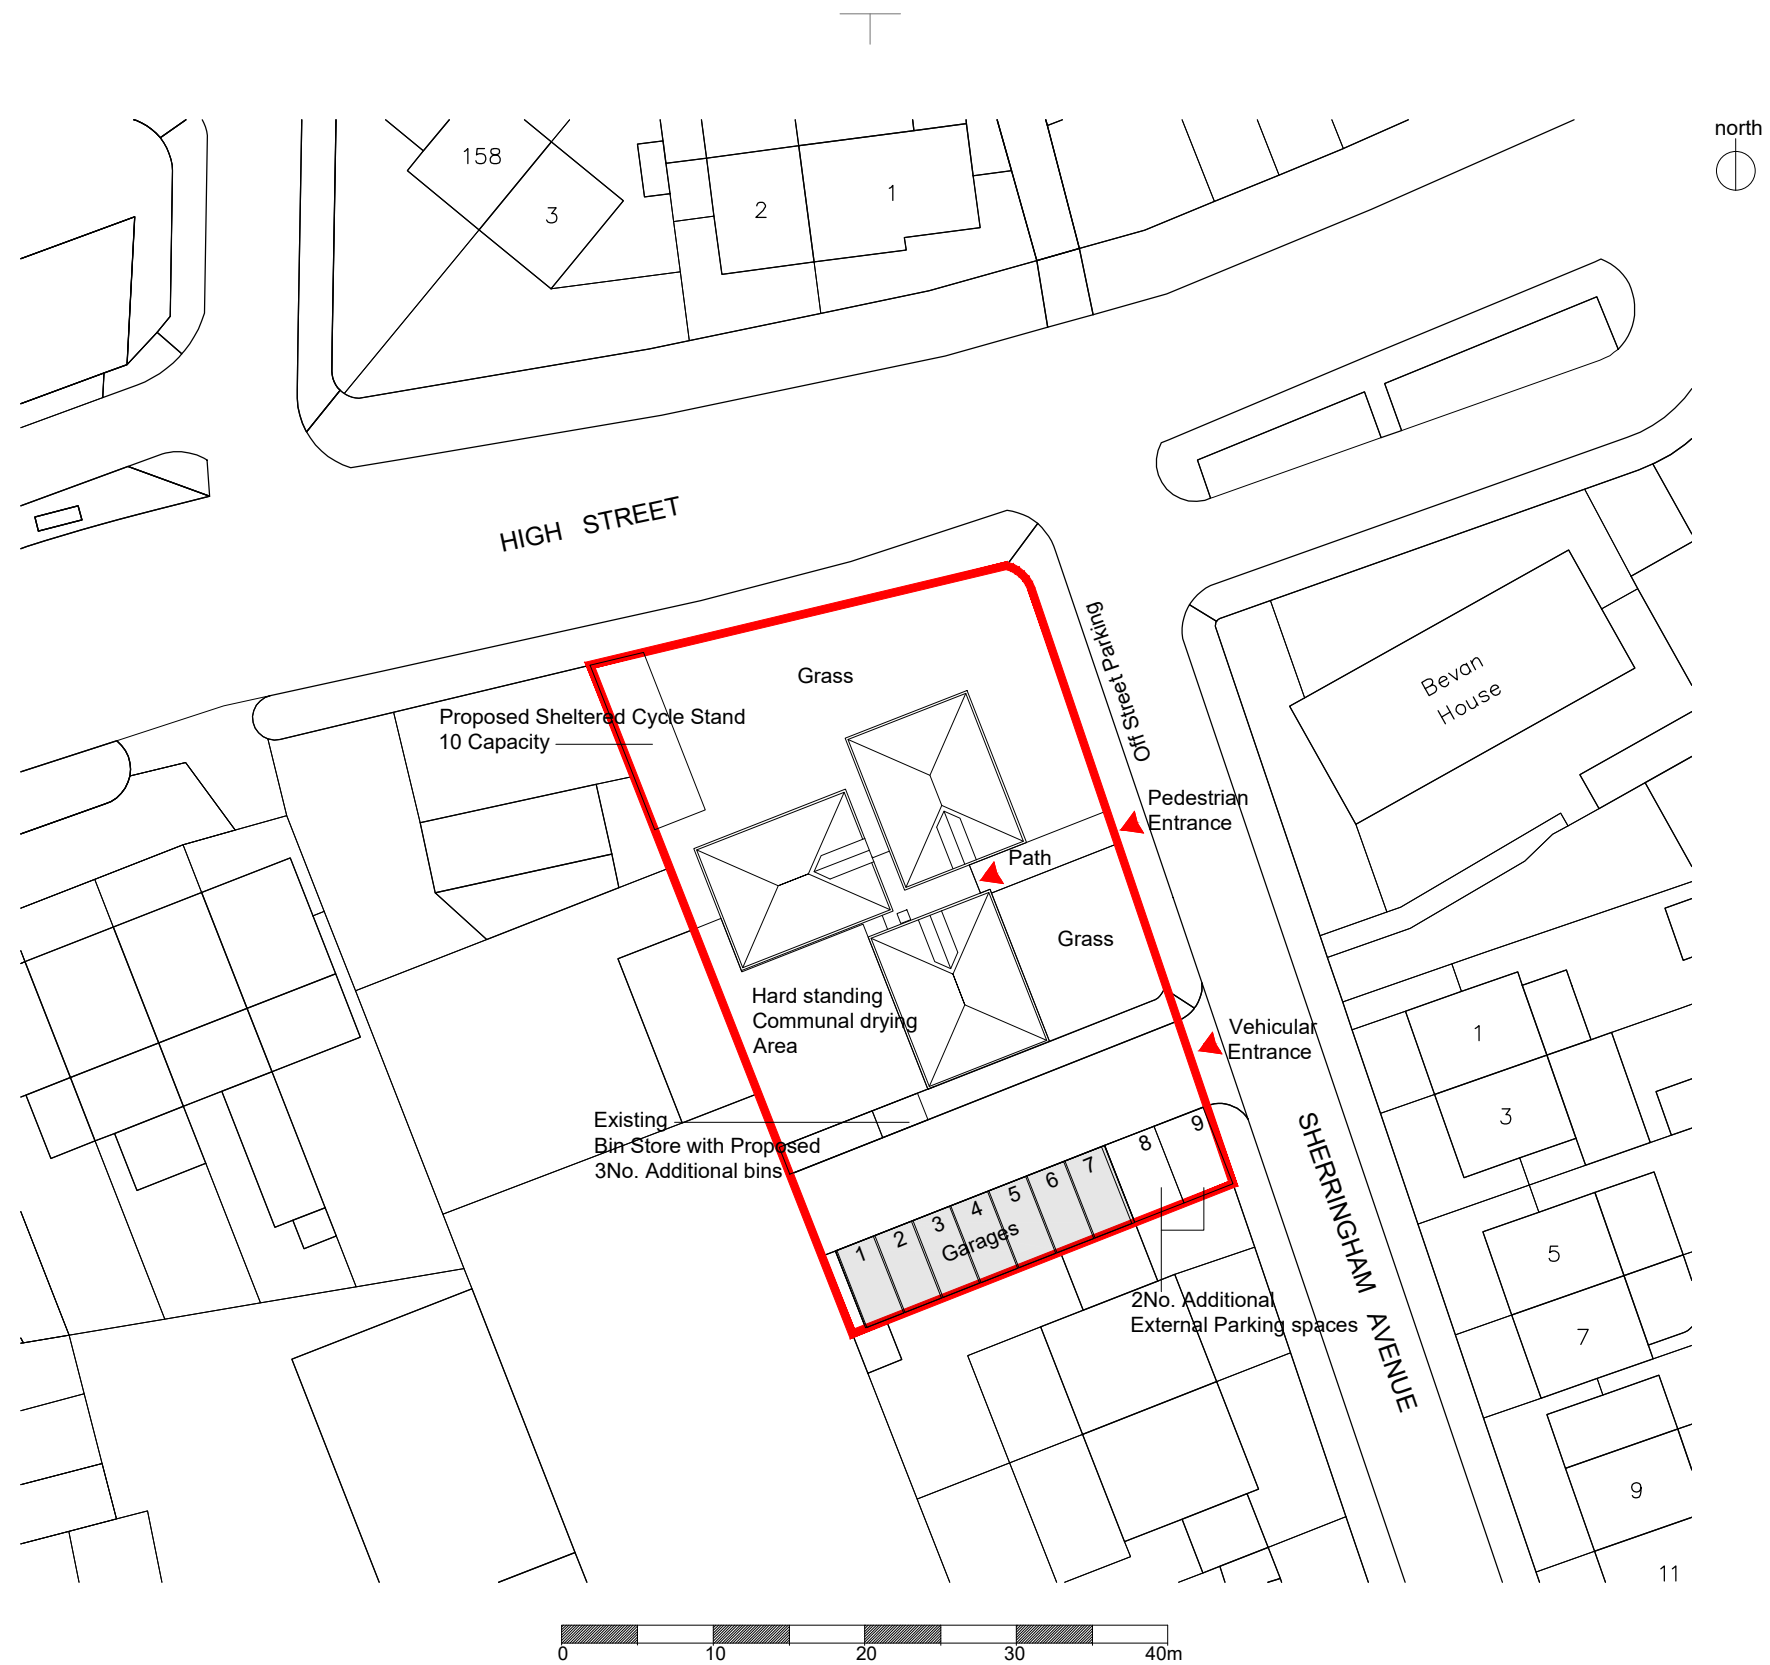 north
158
3
2
1
HIGH STREET
Off Street Parking
Grass
Bevan
House
Proposed Sheltered Cycle Stand
10 Capacity
Pedestrian
Entrance
Path
Grass
Hard standing
Communal drying
Area
Vehicular
Entrance
1
3
Existing
Bin Store with Proposed
3No. Additional bins
1 2 3 4 5 6 7 8 9
Garages
SHERRINGHAM AVENUE
5
7
2No. Additional
External Parking spaces
9
11
0 10 20 30 40m